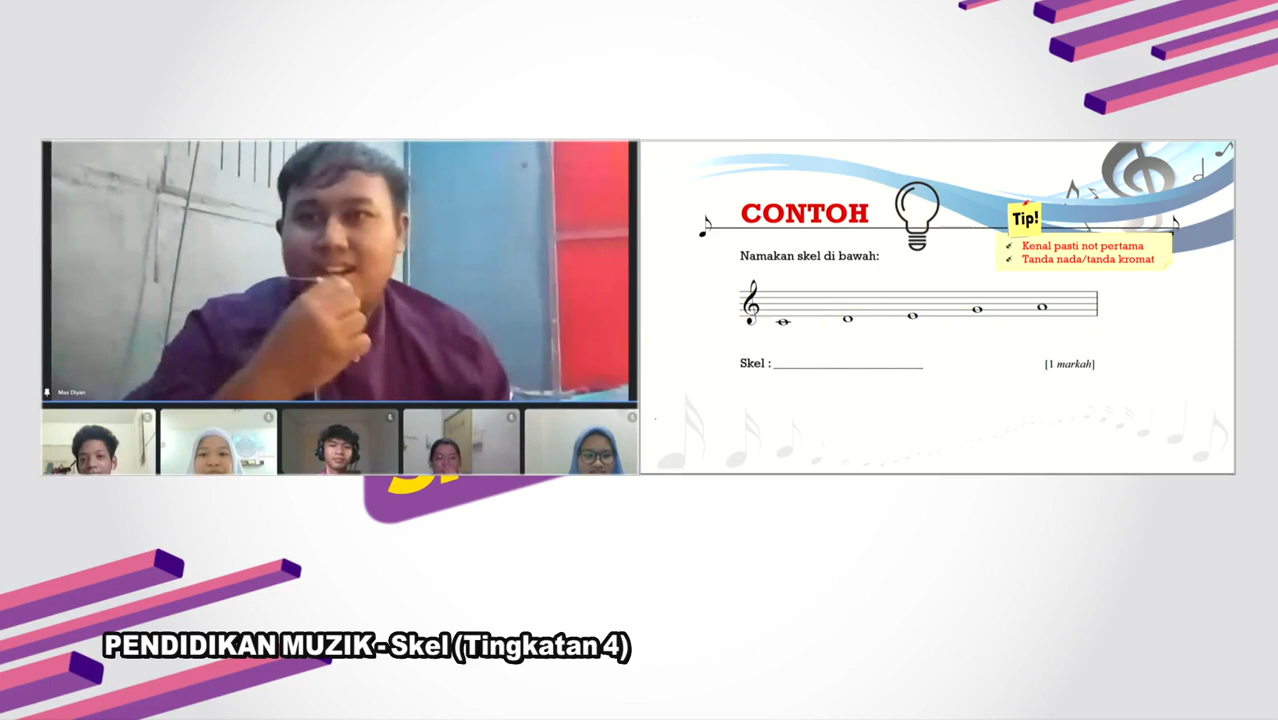 Mas Diyan
CONTOH
Tip!
Kenal pasti not pertama
Tanda nada/tanda kromat
Namakan skel di bawah:
Skel : ______________________
[1 markah]
PENDIDIKAN MUZIK - Skel (Tingkatan 4)